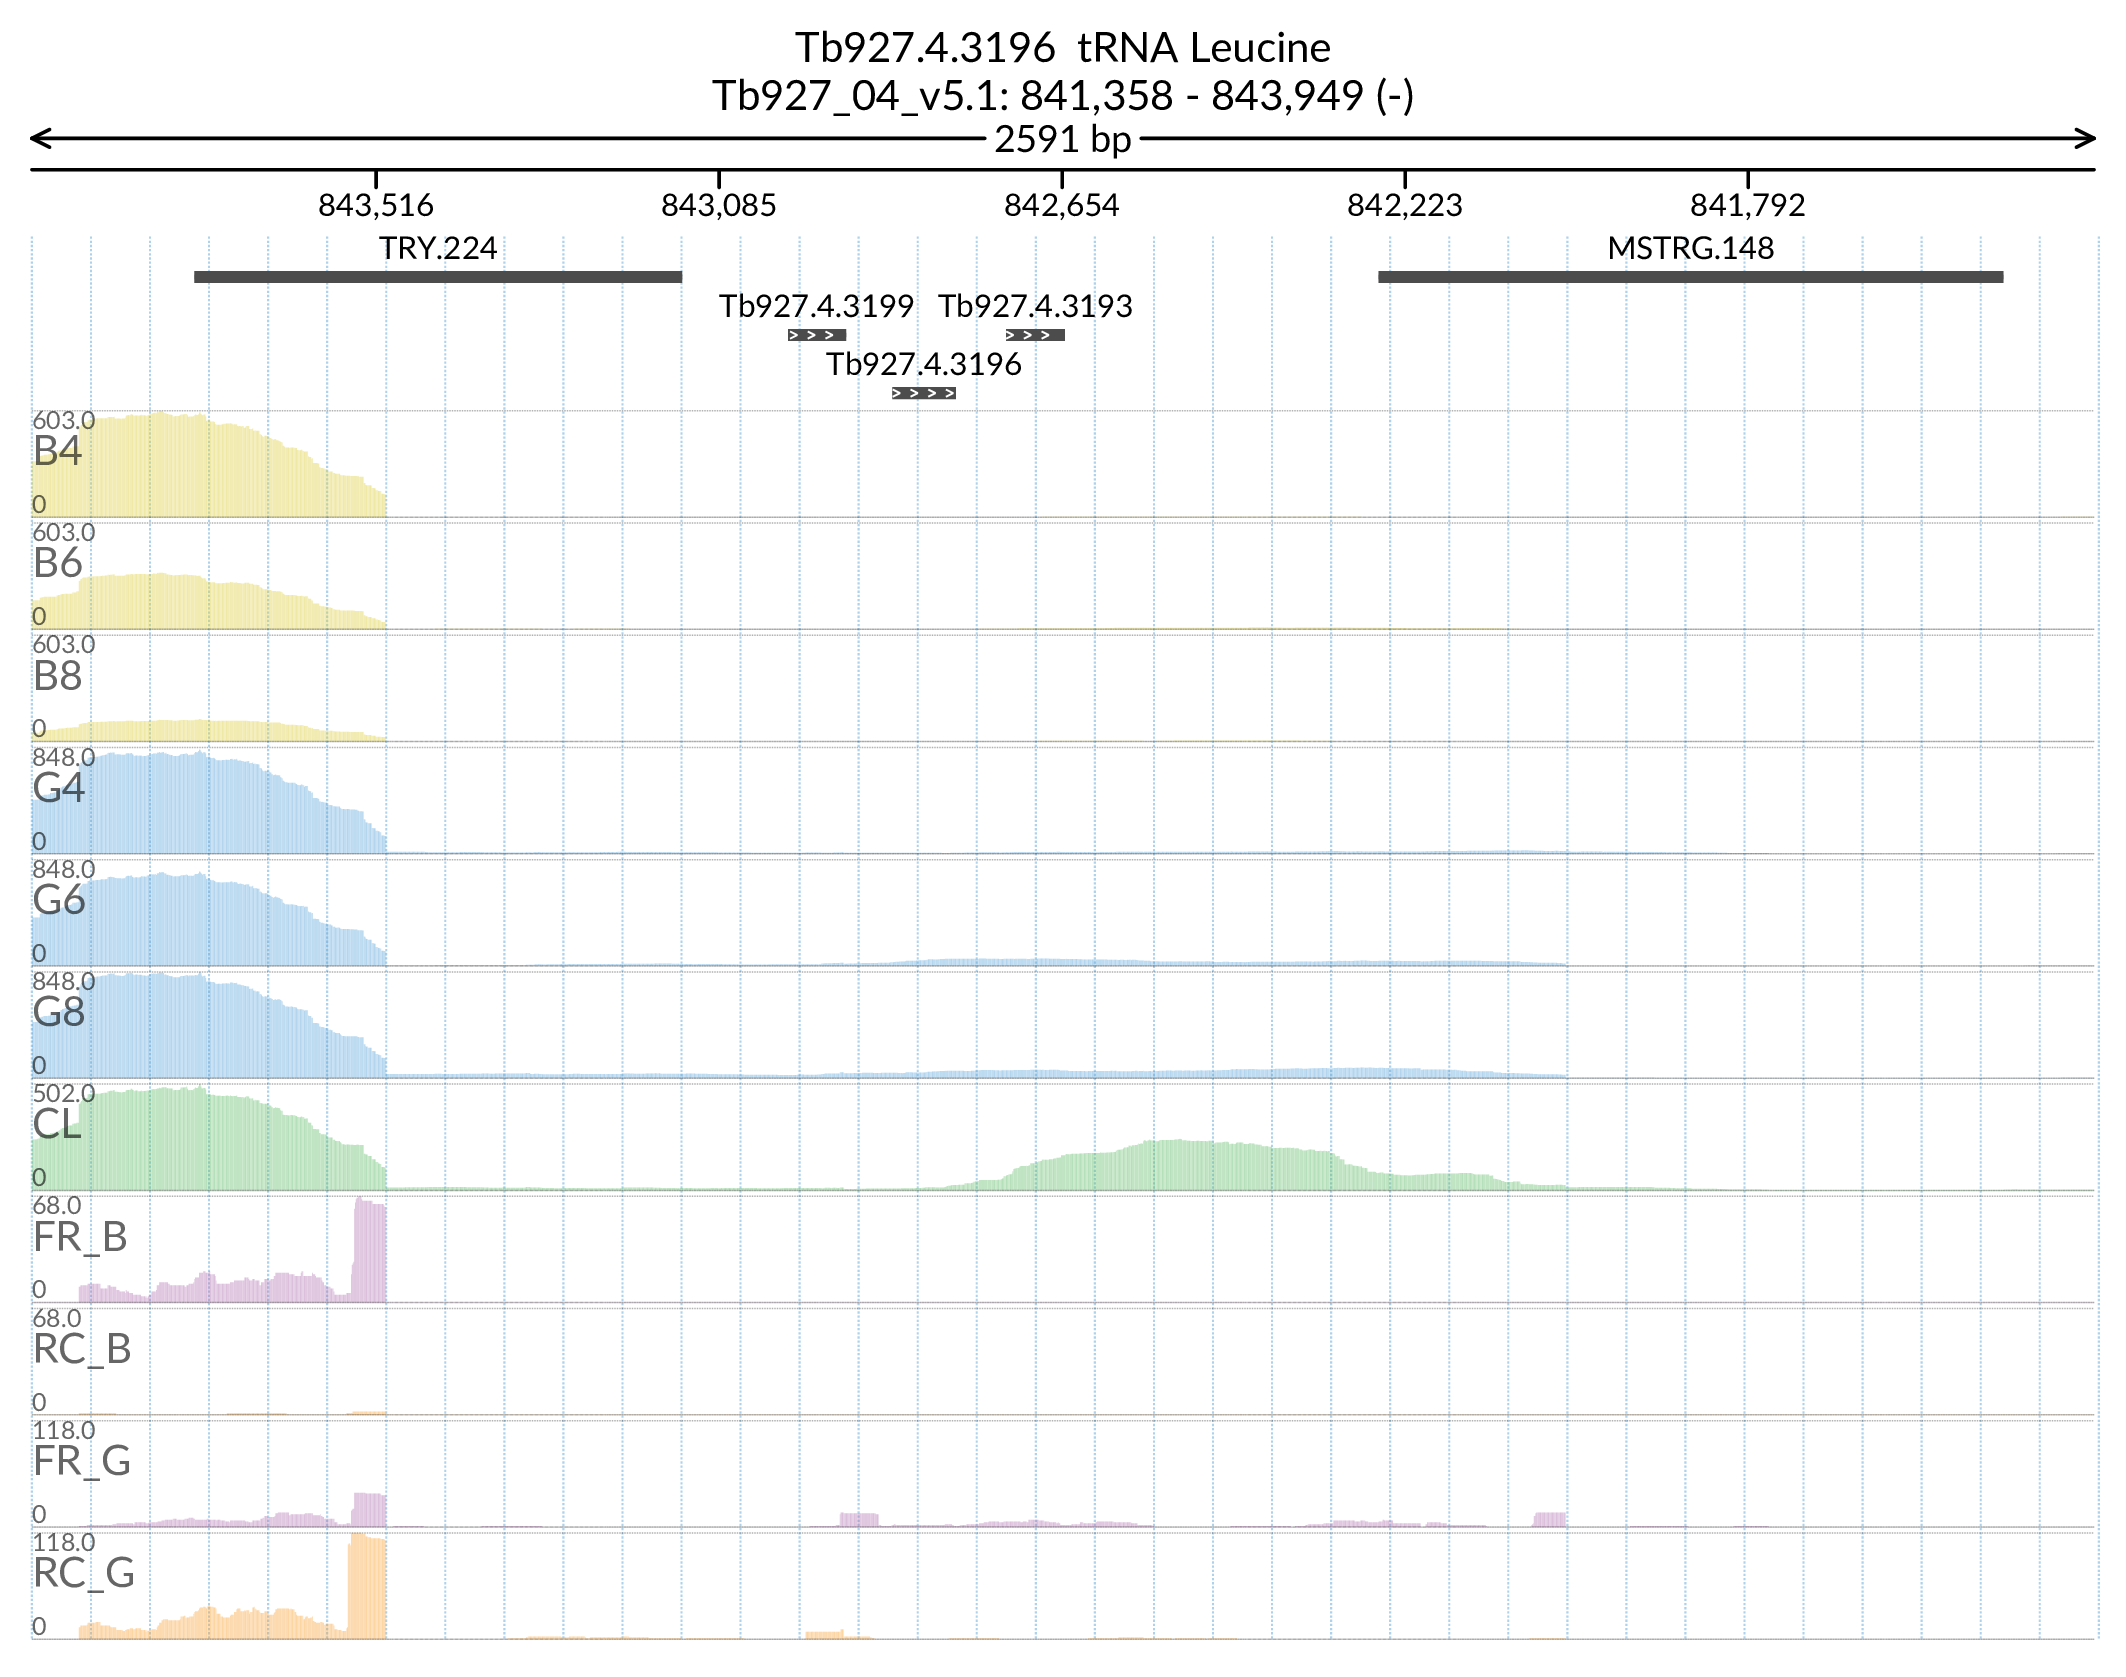 Tb927.4.3196 tRNA Leucine
Tb927_04_v5.1: 841,358 - 843,949 (-)
2591 bp
843,516 843,085 842,654 842,223 841,792
TRY.224 MSTRG.148
Tb927.4.3199 Tb927.4.3193
Tb927.4.3196
603.0
B4
0
603.0
B6
0
603.0
B8
0
848.0
G4
0
848.0
G6
0
848.0
G8
0
502.0
CL
0
68.0
FR_B
0
68.0
RC_B
0
118.0
FR_G
0
118.0
RC_G
0